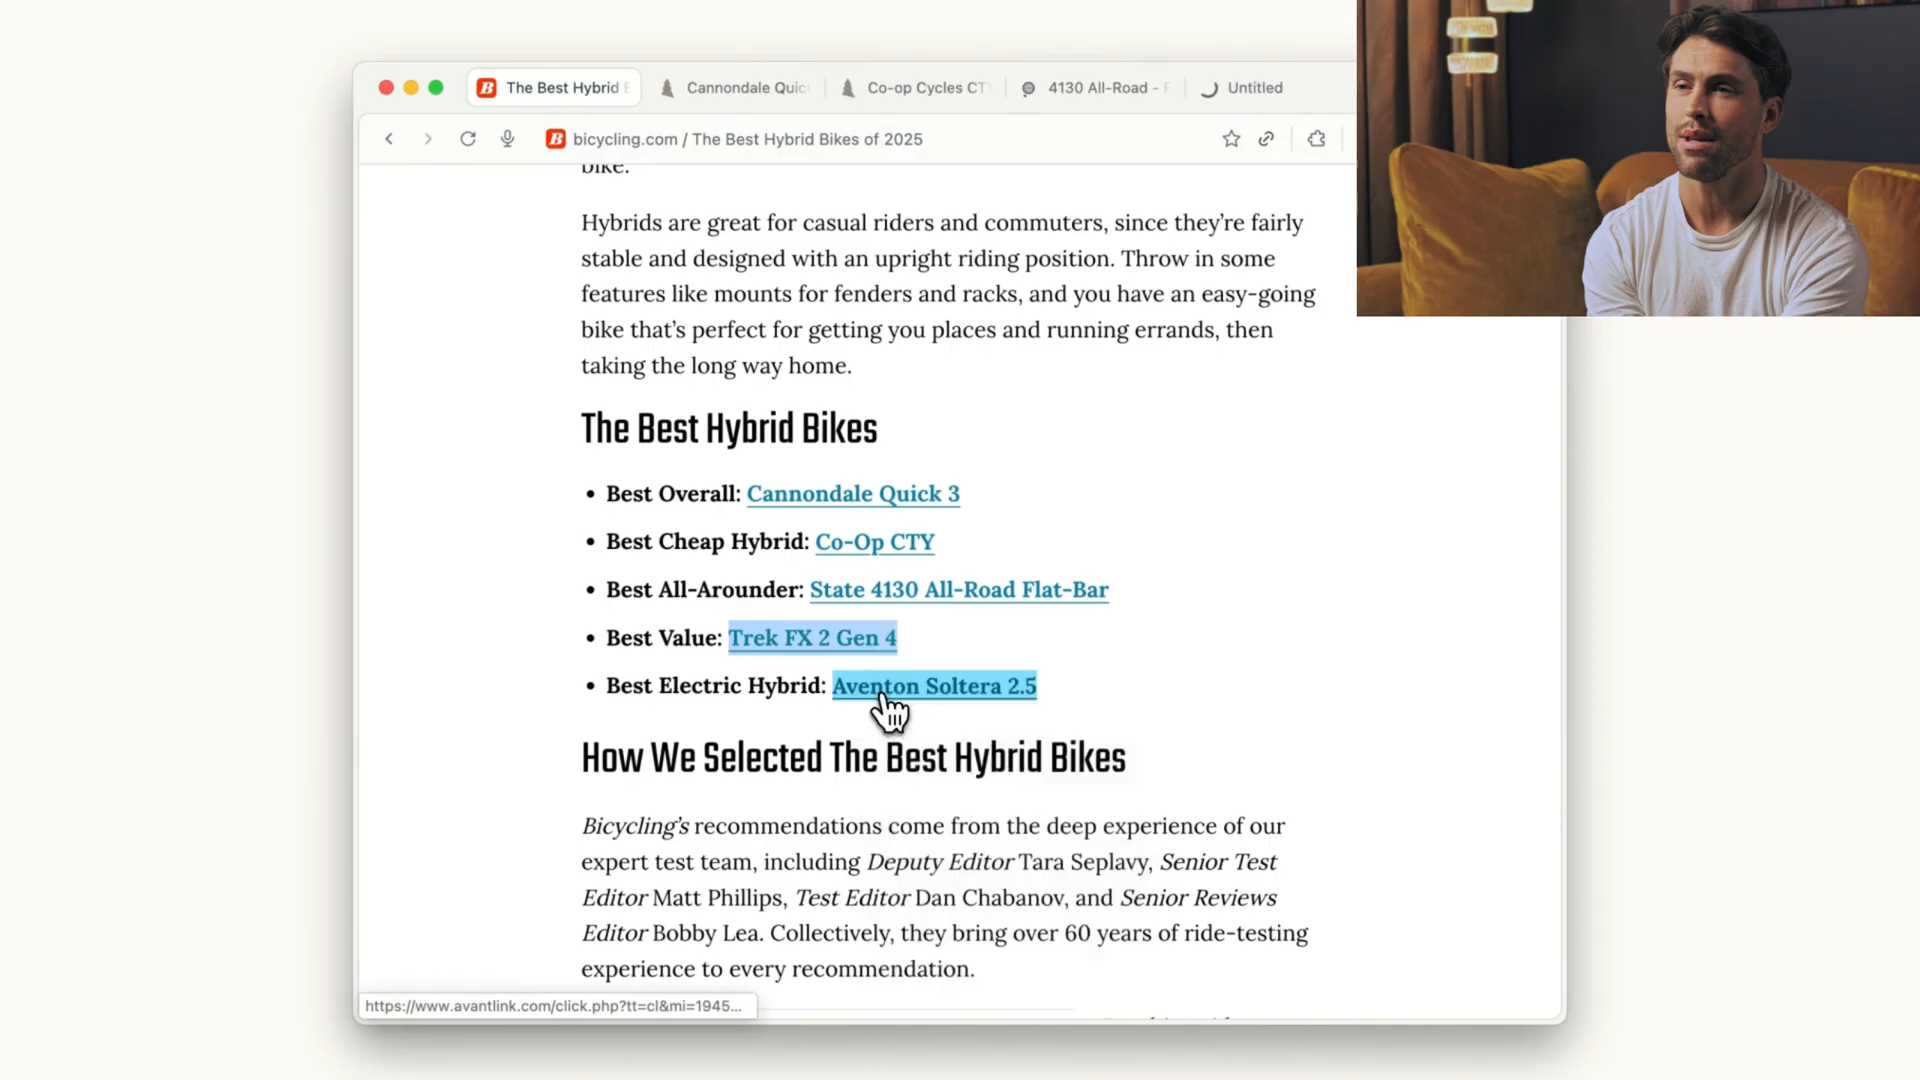 The Best Hybrid B
Cannondale Quic
Co-op Cycles CT
4130 All-Road - F
Untitled
bicycling.com / The Best Hybrid Bikes of 2025
bike.
Hybrids are great for casual riders and commuters, since they’re fairly
stable and designed with an upright riding position. Throw in some
features like mounts for fenders and racks, and you have an easy-going
bike that’s perfect for getting you places and running errands, then
taking the long way home.
The Best Hybrid Bikes
• Best Overall: Cannondale Quick 3
• Best Cheap Hybrid: Co-Op CTY
• Best All-Arounder: State 4130 All-Road Flat-Bar
• Best Value: Trek FX 2 Gen 4
• Best Electric Hybrid: Aventon Soltera 2.5
How We Selected The Best Hybrid Bikes
Bicycling’s recommendations come from the deep experience of our
expert test team, including Deputy Editor Tara Seplavy, Senior Test
Editor Matt Phillips, Test Editor Dan Chabanov, and Senior Reviews
Editor Bobby Lea. Collectively, they bring over 60 years of ride-testing
experience to every recommendation.
https://www.avantlink.com/click.php?tt=cl&mi=1945...